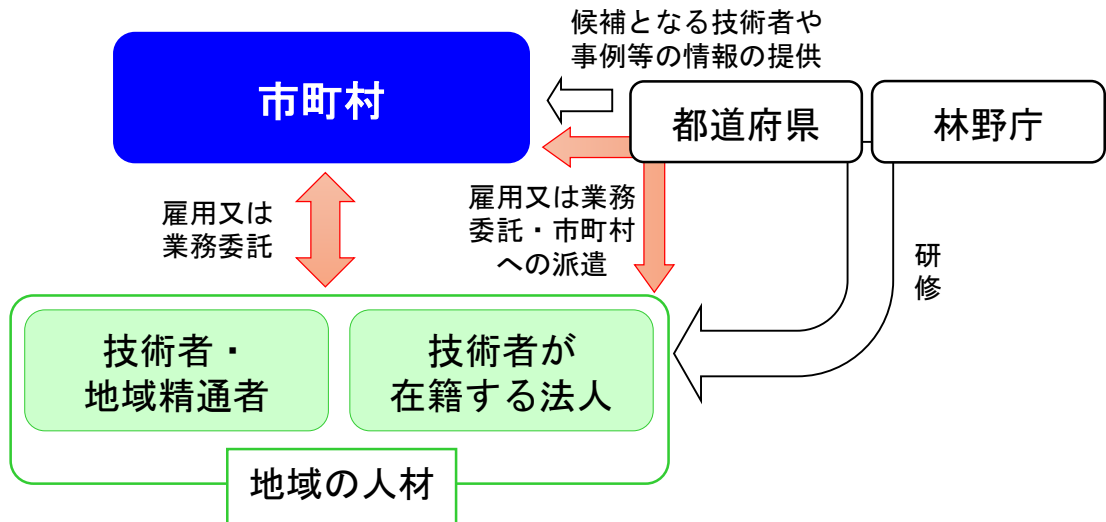 候補となる技術者や
事例等の情報の提供
市町村
都道府県
林野庁
雇用又は
業務委託
雇用又は業務
委託・市町村
への派遣
研
修
技術者・
地域精通者
技術者が
在籍する法人
地域の人材